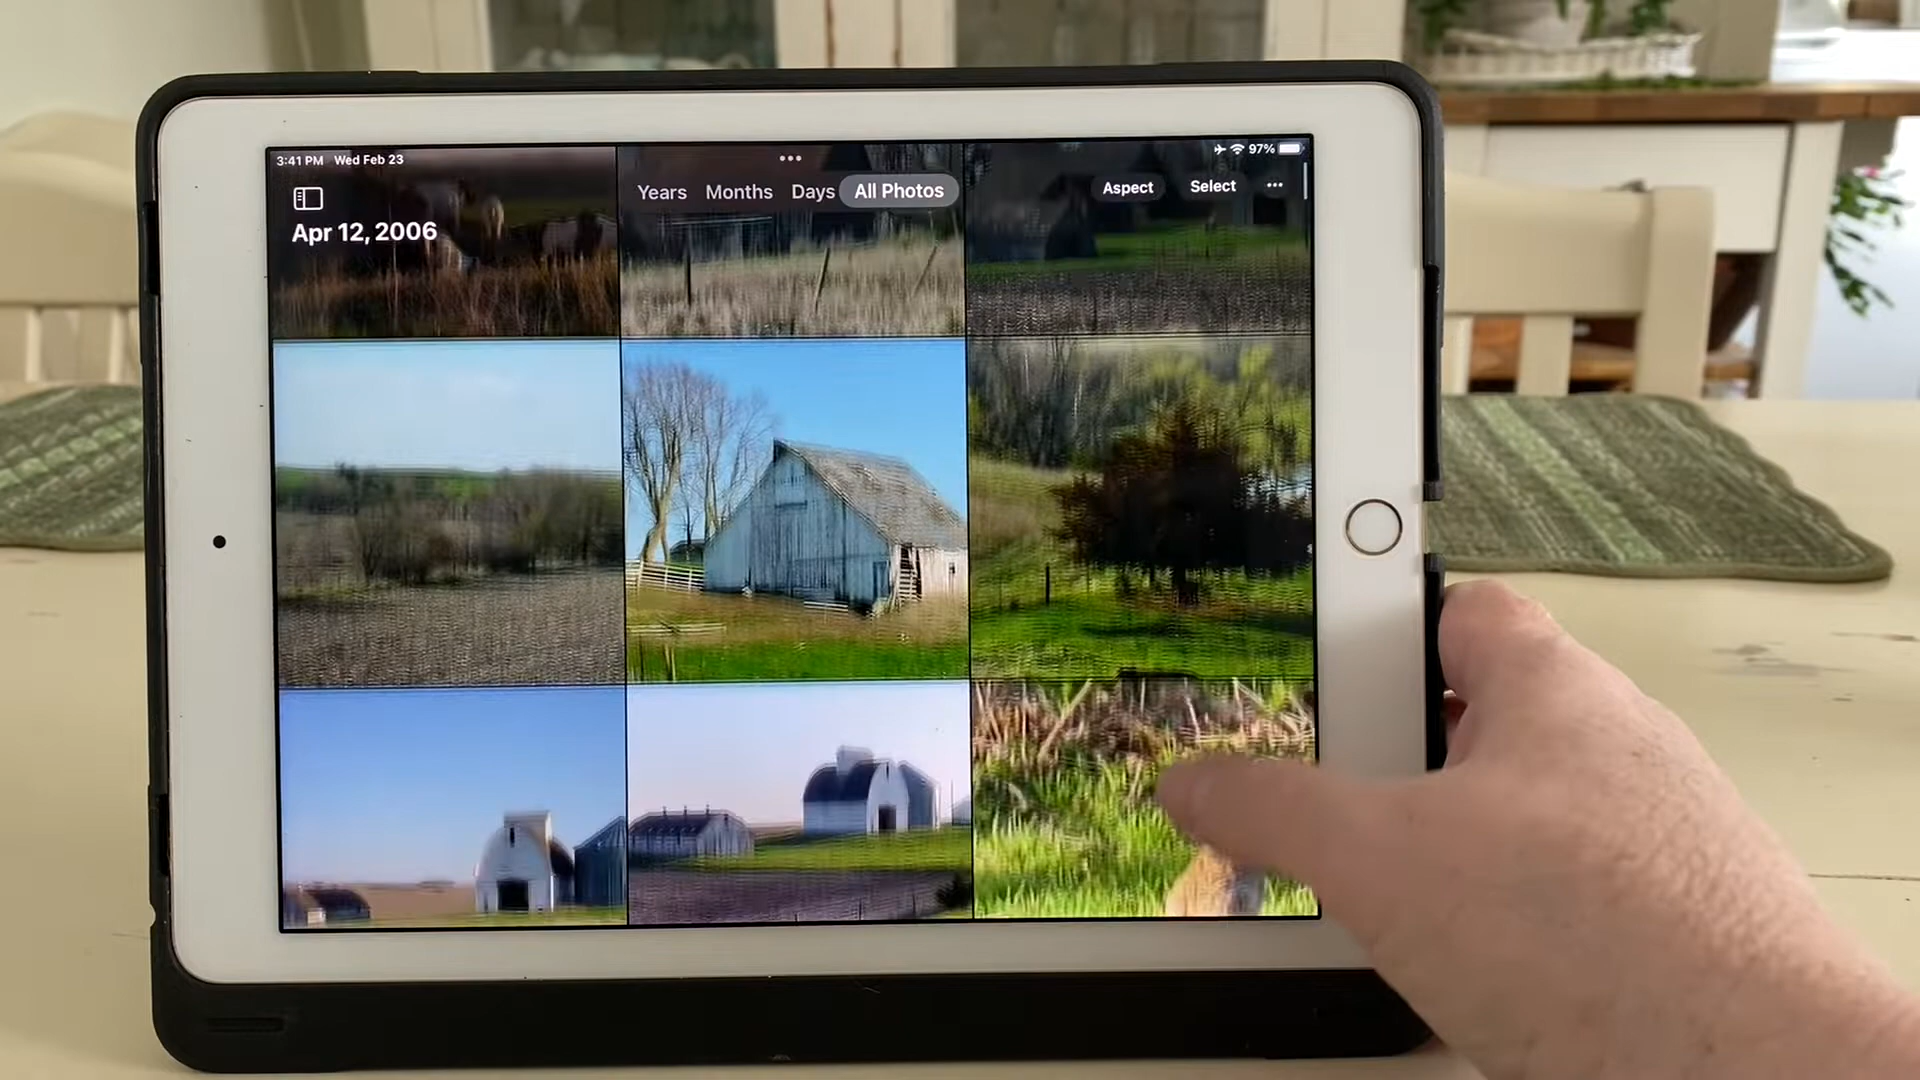 3:41 PM Wed Feb 23
97%
Years Months Days All Photos
Aspect Select
Apr 12, 2006